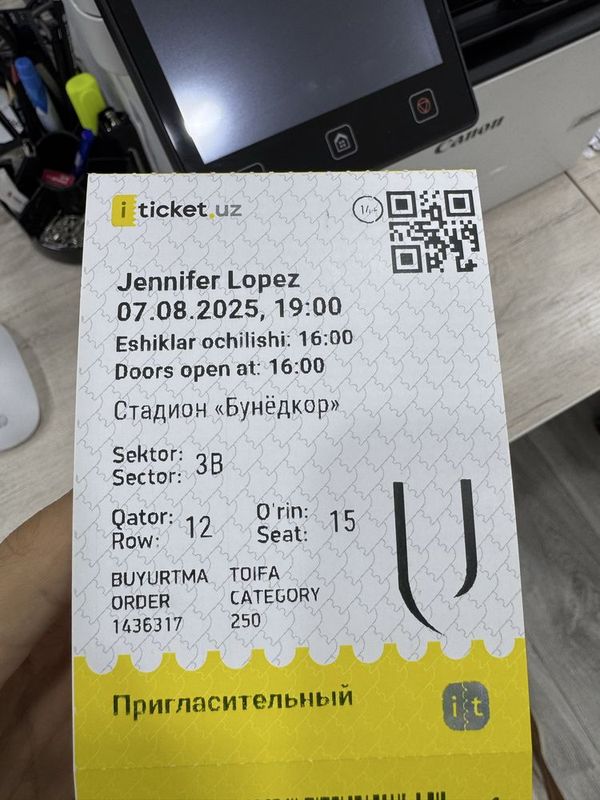 Canon
iticket.uz
14+
Jennifer Lopez
07.08.2025, 19:00
Eshiklar ochilishi: 16:00
Doors open at: 16:00
Стадион «Бунёдкор»
Sektor:
Sector: 3B
Qator:
Row: 12
O'rin:
Seat: 15
BUYURTMA
ORDER
1436317
TOIFA
CATEGORY
250
Пригласительный
it